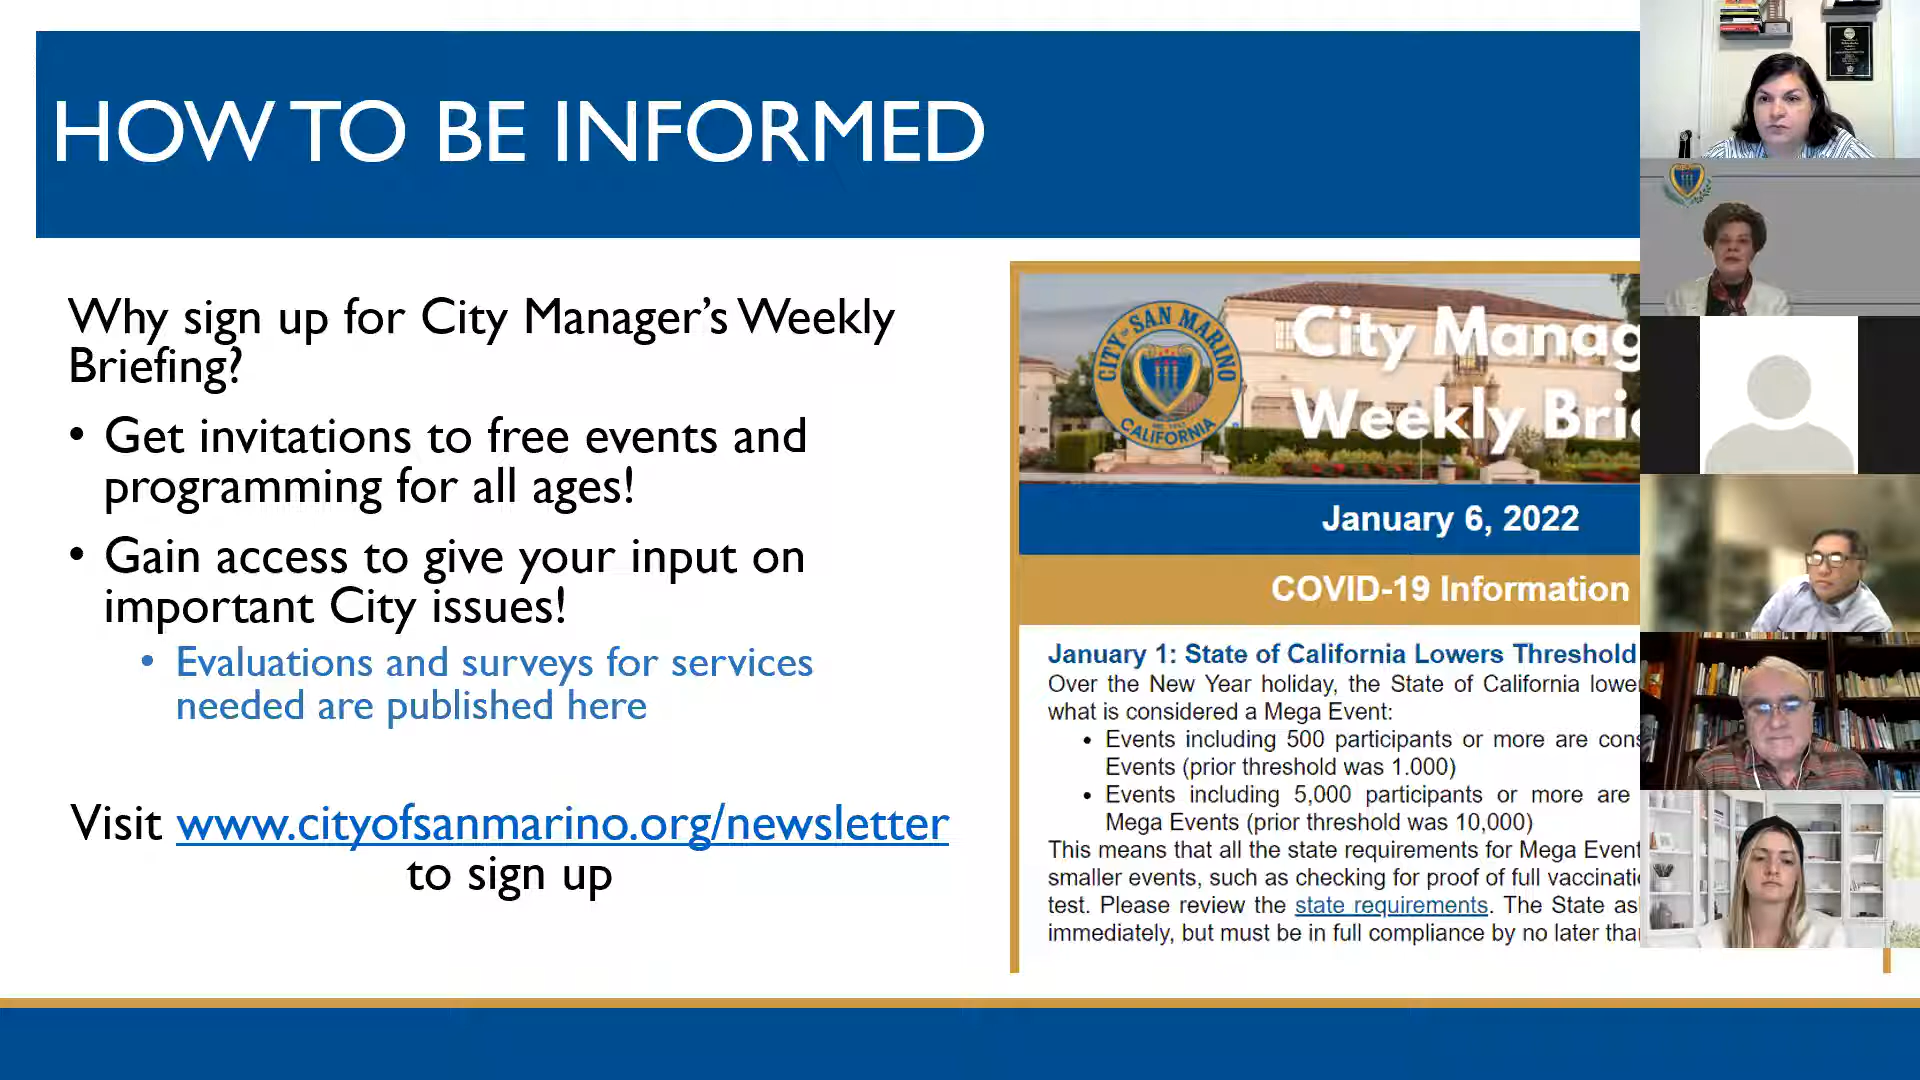 HOW TO BE INFORMED
Why sign up for City Manager's Weekly
Briefing?
• Get invitations to free events and
programming for all ages!
• Gain access to give your input on
important City issues!
• Evaluations and surveys for services
needed are published here
Visit www.cityofsanmarino.org/newsletter
to sign up
CITY OF SAN MARINO
CALIFORNIA
City Manag
Weekly Brie
January 6, 2022
COVID-19 Information
January 1: State of California Lowers Threshold
Over the New Year holiday, the State of California lowe
what is considered a Mega Event:
• Events including 500 participants or more are cons
Events (prior threshold was 1.000)
• Events including 5,000 participants or more are
Mega Events (prior threshold was 10,000)
This means that all the state requirements for Mega Event
smaller events, such as checking for proof of full vaccinati
test. Please review the state requirements. The State as
immediately, but must be in full compliance by no later tha